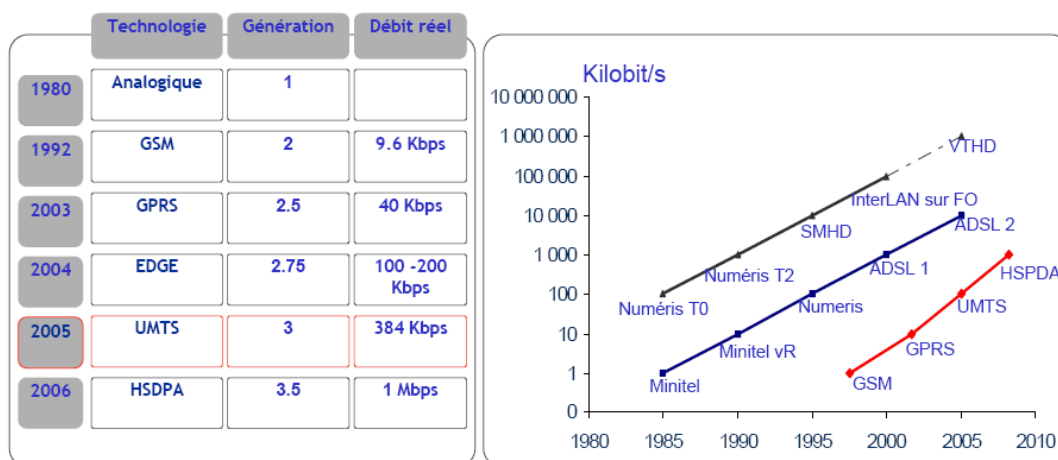 Technologie Génération Débit réel
1980 Analogique 1
1992 GSM 2 9.6 Kbps
2003 GPRS 2.5 40 Kbps
2004 EDGE 2.75 100 -200
Kbps
2005 UMTS 3 384 Kbps
2006 HSDPA 3.5 1 Mbps
Kilobit/s
10 000 000
1 000 000
100 000
10 000
1 000
100
10
1
0
1980 1985 1990 1995 2000 2005 2010
VTHD
InterLAN sur FO
SMHD
Numéris T2
Numéris T0
ADSL 2
ADSL 1
Numeris
Minitel vR
Minitel
HSPDA
UMTS
GPRS
GSM